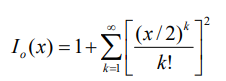 I_o(x) = 1 + \sum_{k=1}^{\infty} \left[ \frac{(x/2)^k}{k!} \right]^2